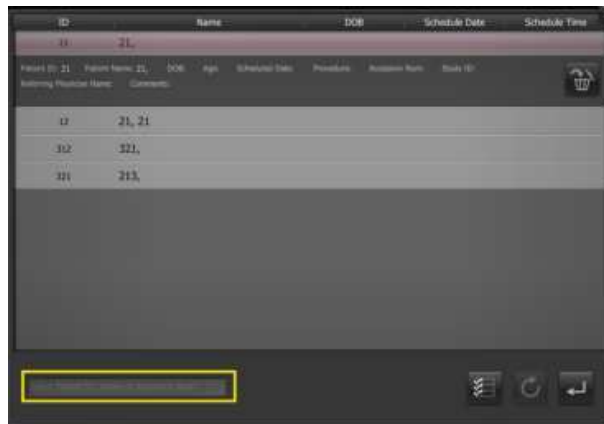 ID Name DOB Schedule Date Schedule Time
21,
Patient ID: 21 Patient Name: 21, DOB: Age: Scheduled Date: Procedure: Accession Num: Study ID:
Referring Physician Name: Comments:
12 21, 21
312 321,
321 213,